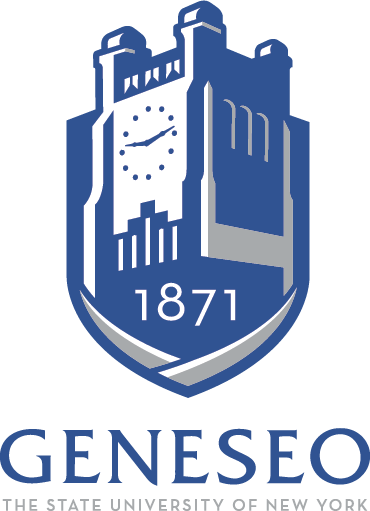 1871
GENESEO
THE STATE UNIVERSITY OF NEW YORK